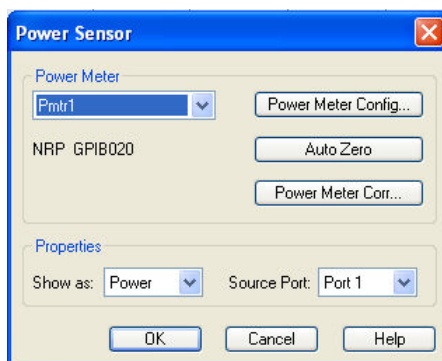 Power Sensor
Power Meter
Pmtr1
Power Meter Config...
NRP GPIB020
Auto Zero
Power Meter Corr...
Properties
Show as: Power Source Port: Port 1
OK Cancel Help